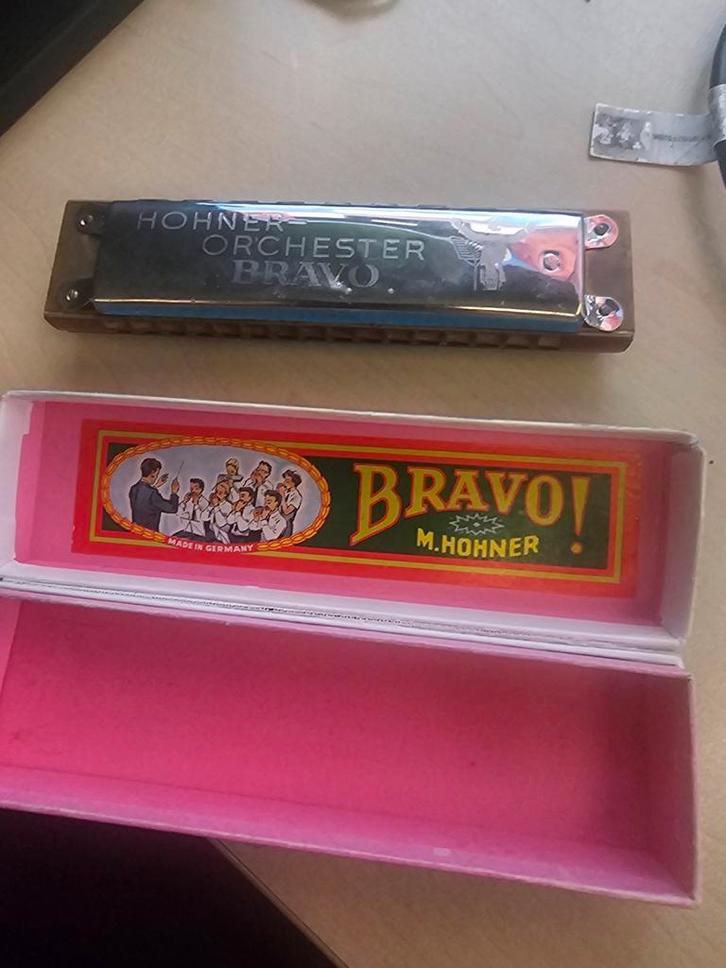 HOHNER-
ORCHESTER
BRAVO
C
MADE IN GERMANY
BRAVO!
M.HOHNER